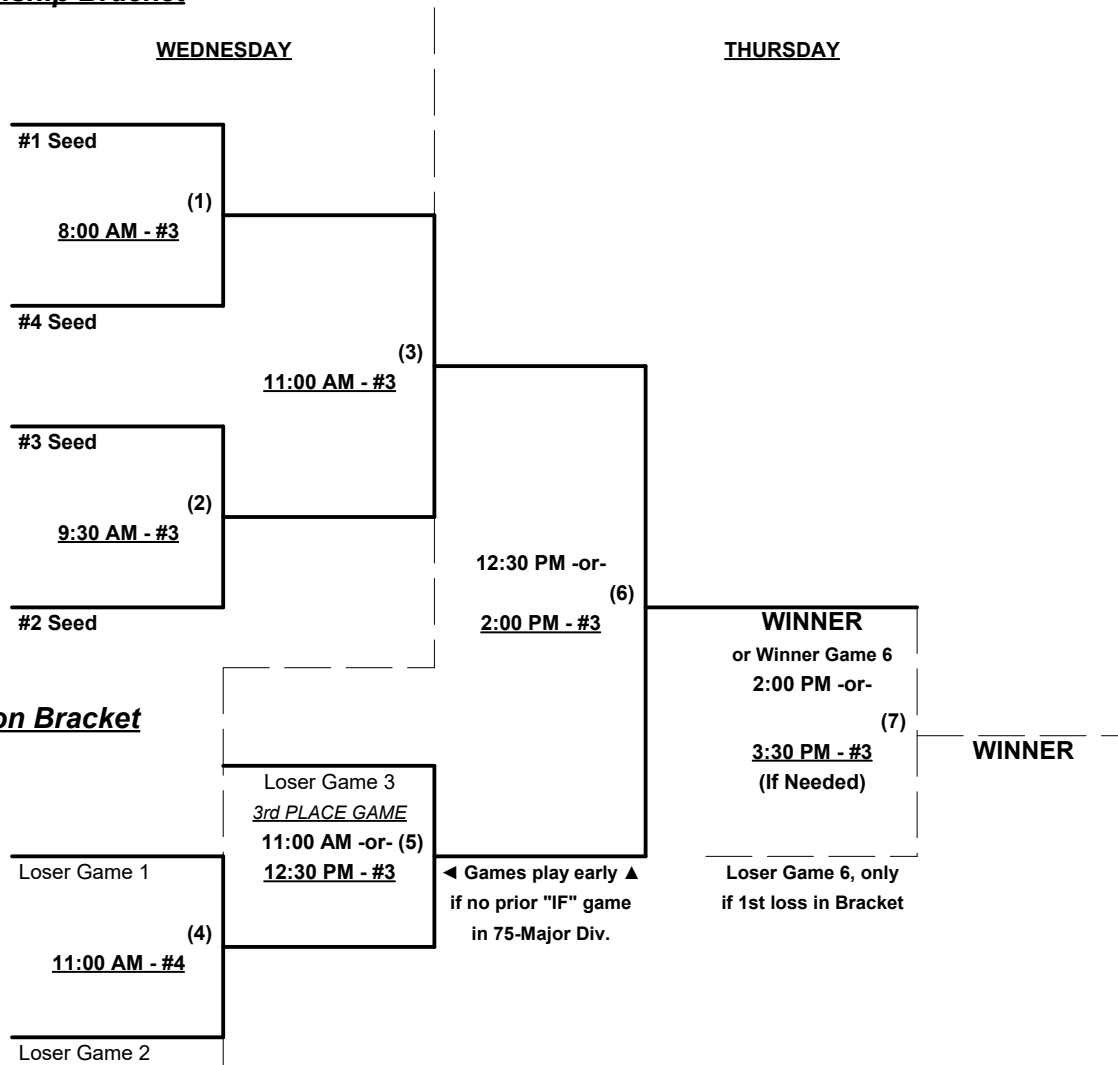 Bracket
WEDNESDAY
THURSDAY
#1 Seed
(1)
8:00 AM - #3
#4 Seed
(3)
11:00 AM - #3
#3 Seed
(2)
9:30 AM - #3
#2 Seed
12:30 PM -or-
(6)
2:00 PM - #3
WINNER
or Winner Game 6
2:00 PM -or-
(7)
3:30 PM - #3
(If Needed)
WINNER
on Bracket
Loser Game 3
3rd PLACE GAME
11:00 AM -or- (5)
12:30 PM - #3
Loser Game 1
(4)
11:00 AM - #4
Loser Game 2
◄ Games play early ▲
if no prior "IF" game
in 75-Major Div.
Loser Game 6, only
if 1st loss in Bracket